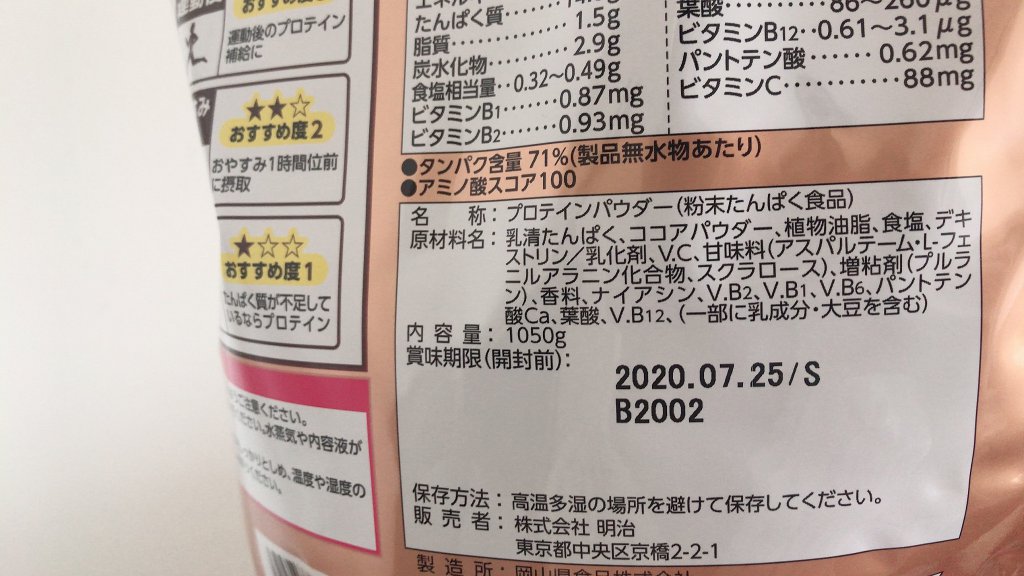 運動後のプロテイン
補給に
おすすめ度2
おやすみ1時間位前
に摂取
おすすめ度1
たんぱく質が不足して
いるならプロテイン
たんぱく質
1.5g
脂質
2.9g
炭水化物
食塩相当量‥0.32〜0.49g
ビタミンB1‥‥‥‥0.87mg
ビタミンB2‥‥‥‥0.93mg
葉酸
ビタミンB12‥0.61〜3.1μg
パントテン酸‥‥‥0.62mg
ビタミンC‥‥‥‥‥88mg
●タンパク含量 71%(製品無水物あたり)
●アミノ酸スコア100
名称：プロテインパウダー(粉末たんぱく食品)
原材料名：乳清たんぱく、ココアパウダー、植物油脂、食塩、デキ
ストリン／乳化剤、V.C、甘味料(アスパルテーム・L-フェ
ニルアラニン化合物、スクラロース)、増粘剤(プルラ
ン)、香料、ナイアシン、V.B2、V.B1、V.B6、パントテン
酸Ca、葉酸、V.B12、(一部に乳成分・大豆を含む)
内容量：1050g
賞味期限(開封前)：
2020.07.25/S
B2002
保存方法：高温多湿の場所を避けて保存してください。
販売者：株式会社 明治
東京都中央区京橋2-2-1
製造所：岡山県食品株式会社
ご注意ください。
水蒸気や内容液が
温度や湿度の